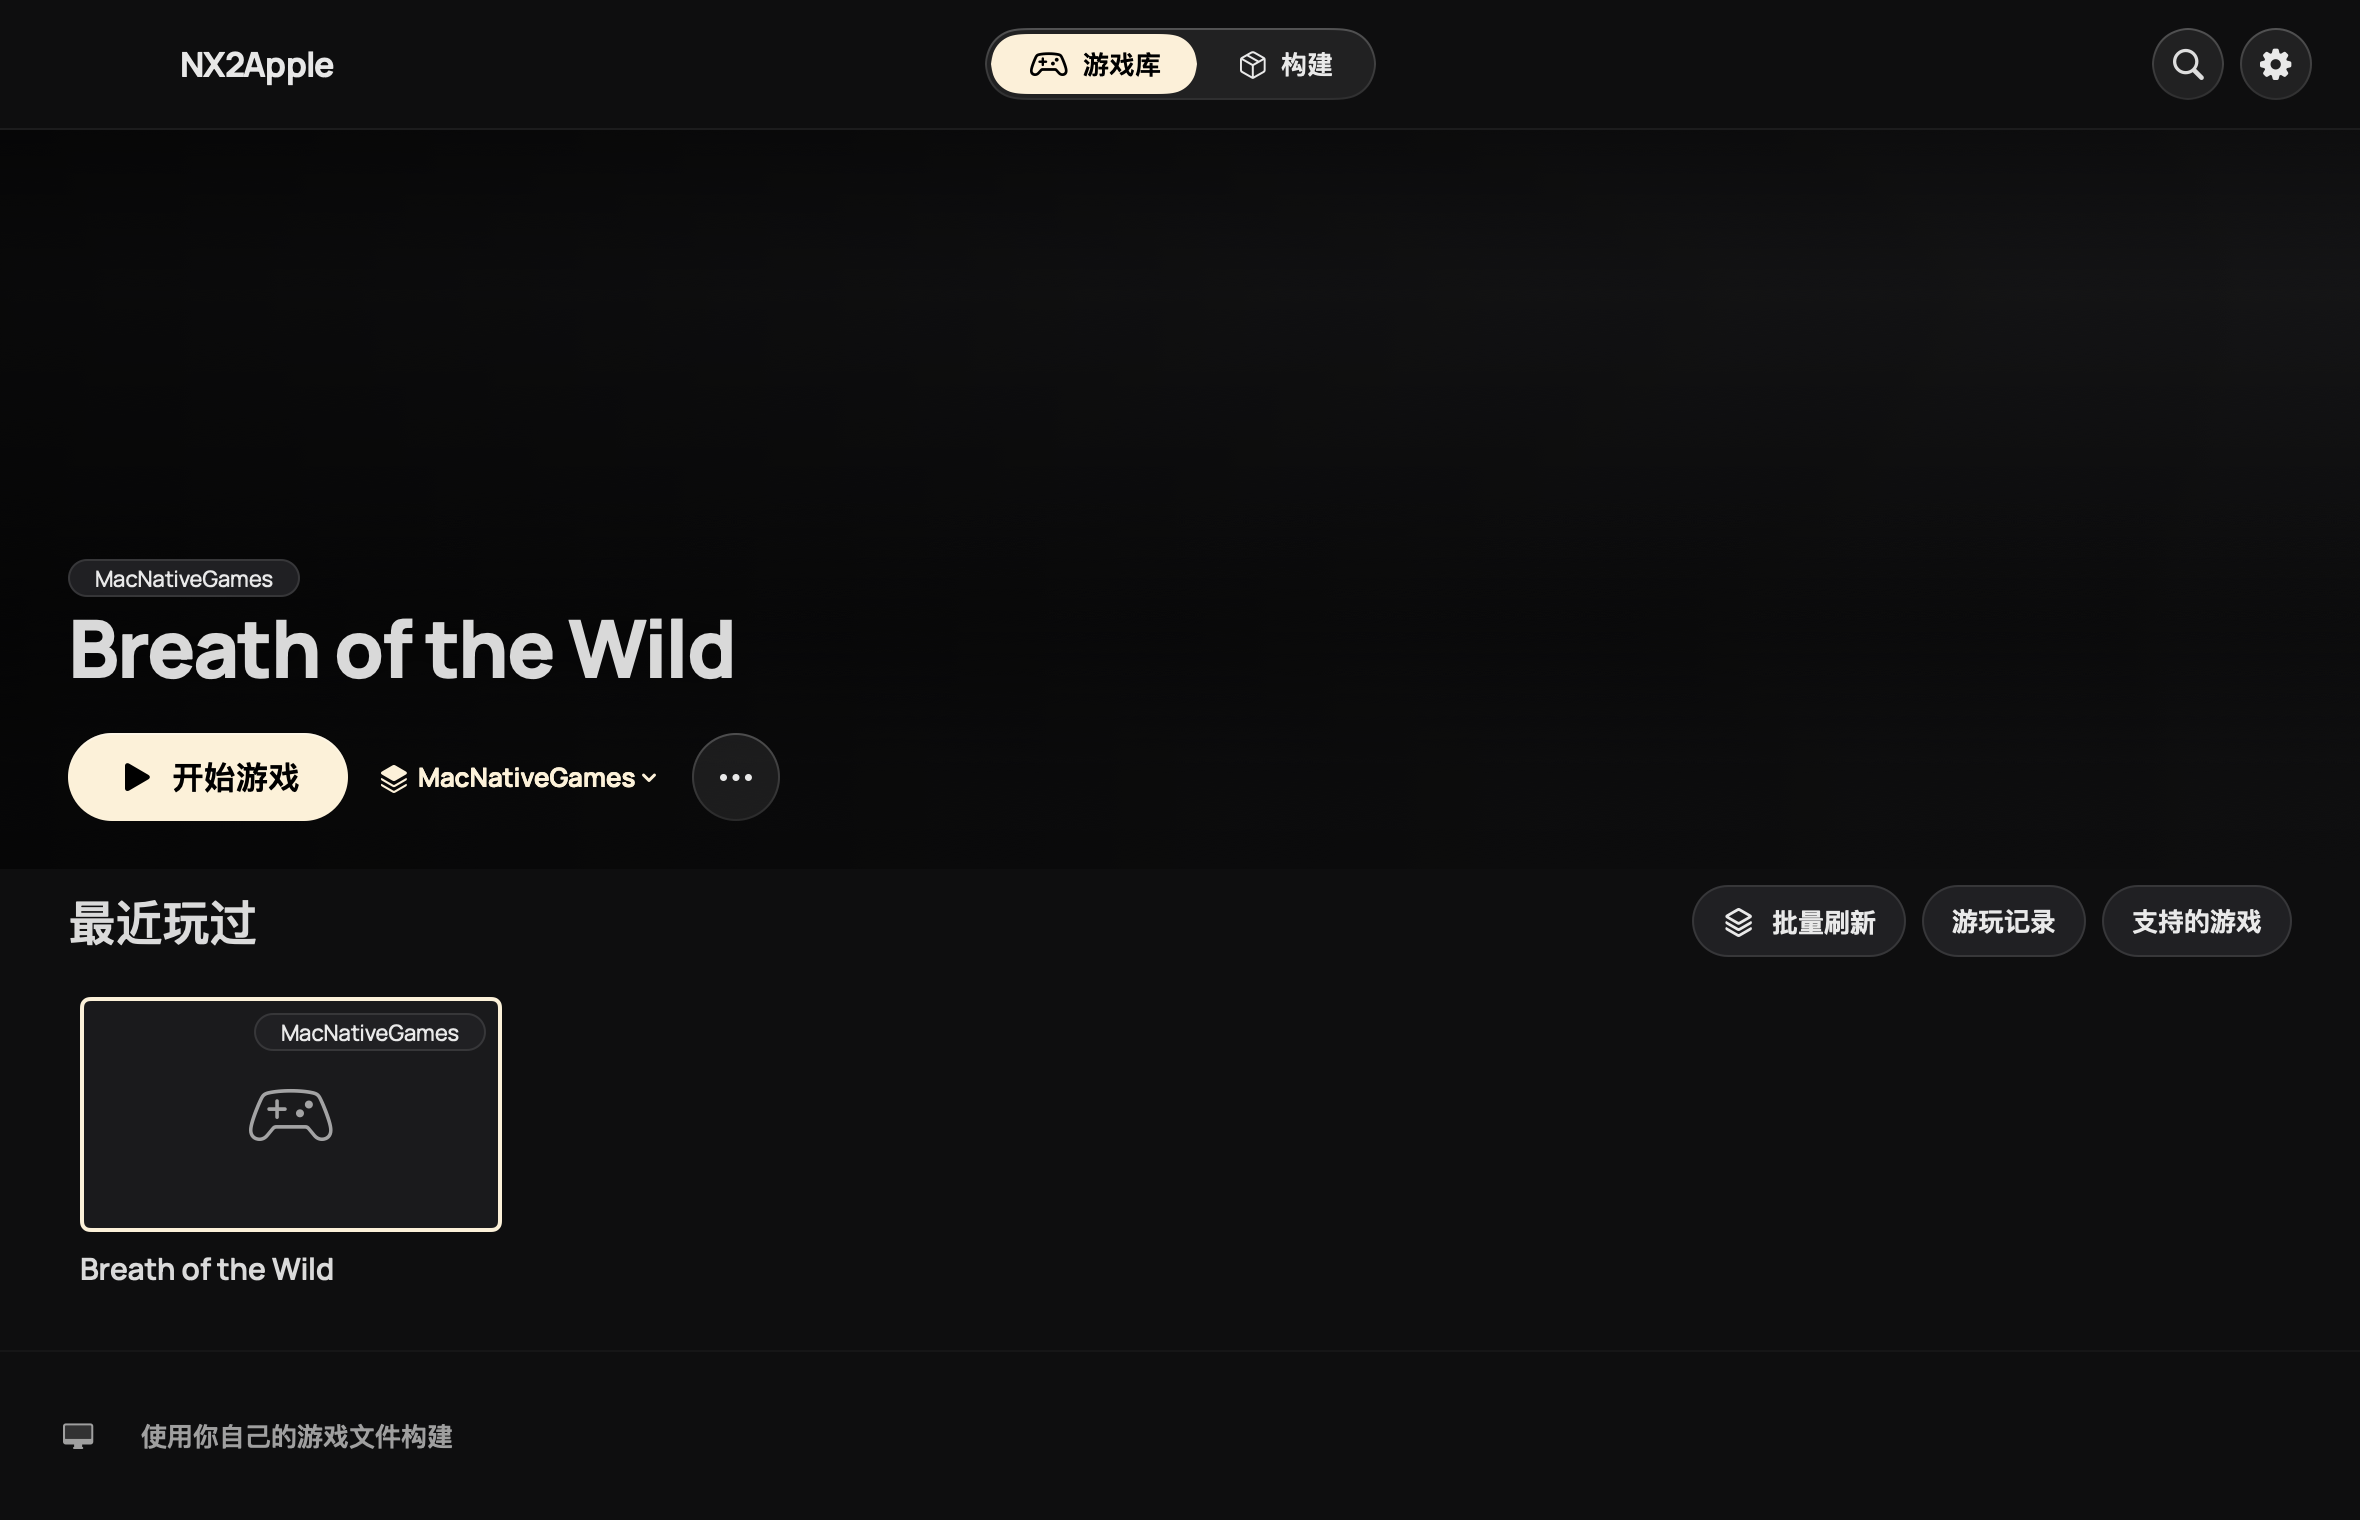 NX2Apple
游戏库
构建
MacNativeGames
Breath of the Wild
开始游戏
MacNativeGames
最近玩过
批量刷新
游玩记录
支持的游戏
MacNativeGames
Breath of the Wild
使用你自己的游戏文件构建